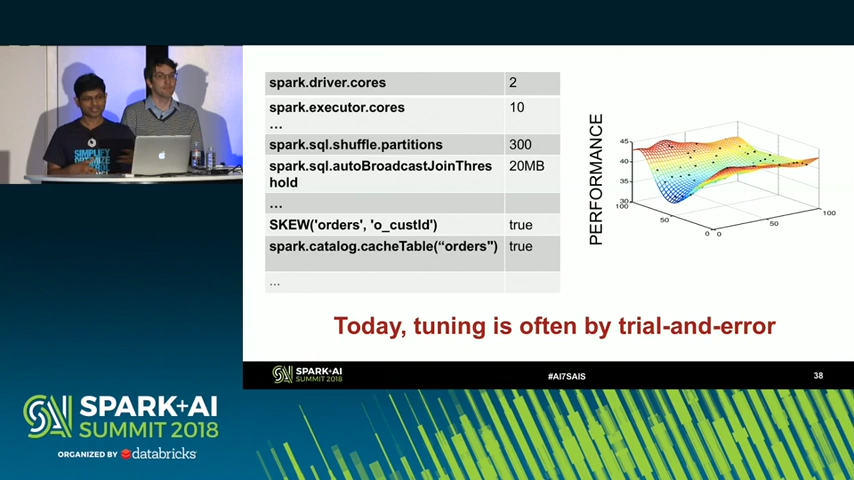 spark.driver.cores 2
spark.executor.cores 10
...
spark.sql.shuffle.partitions 300
spark.sql.autoBroadcastJoinThres 20MB
hold
...
SKEW('orders', 'o_custId') true
spark.catalog.cacheTable(“orders”) true
...
PERFORMANCE
45
40
35
30
100
50
0
0
50
100
Today, tuning is often by trial-and-error
SPARK+AI
SUMMIT 2018
#AI7SAIS
38
SPARK+AI
SUMMIT 2018
ORGANIZED BY databricks
SIMPLIFY
OPTIMIZE